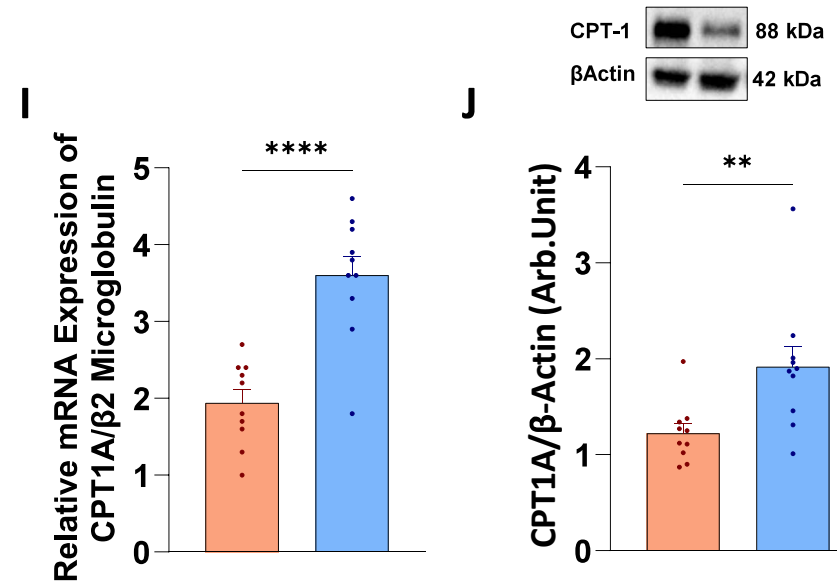 CPT-1
88 kDa
βActin
42 kDa
I
J
Relative mRNA Expression of
CPT1A/β2 Microglobulin
5
4
3
2
1
0
****
CPT1A/β-Actin (Arb.Unit)
4
3
2
1
0
**